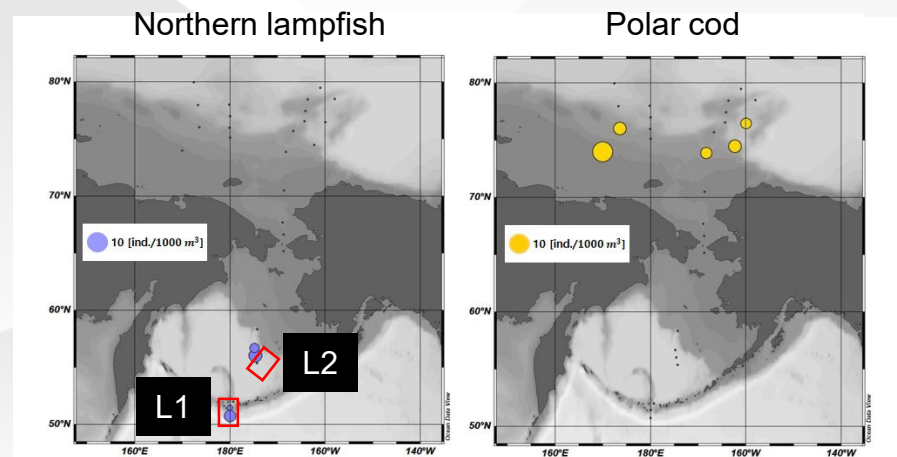 Northern lampfish
Polar cod
80°N
70°N
60°N
50°N
160°E
180°E
160°W
140°W
10 [ind./1000 m³]
L1
L2
Ocean Data View
80°N
70°N
60°N
50°N
160°E
180°E
160°W
140°W
10 [ind./1000 m³]
Ocean Data View